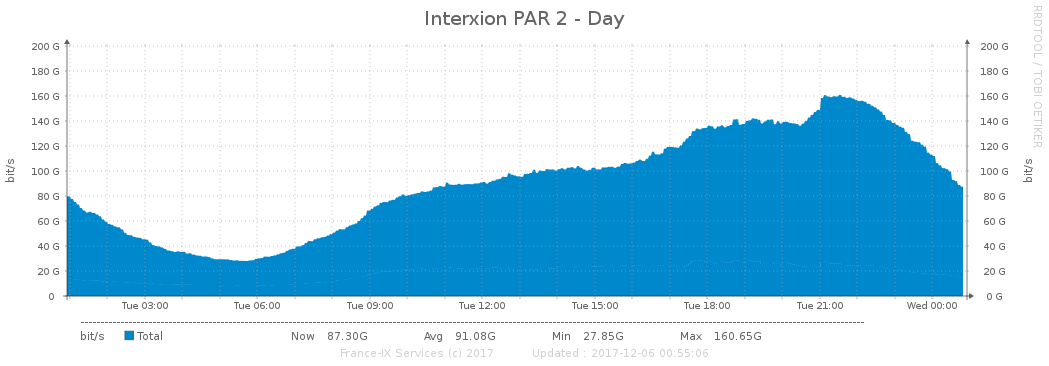 Interxion PAR 2 - Day
RRDTOOL / TOBI OETIKER
bit/s
bit/s
200 G 200 G
180 G 180 G
160 G 160 G
140 G 140 G
120 G 120 G
100 G 100 G
80 G 80 G
60 G 60 G
40 G 40 G
20 G 20 G
0 0 G
Tue 03:00 Tue 06:00 Tue 09:00 Tue 12:00 Tue 15:00 Tue 18:00 Tue 21:00 Wed 00:00
bit/s Total Now 87.30G Avg 91.08G Min 27.85G Max 160.65G
France-IX Services (c) 2017 Updated : 2017-12-06 00:55:06